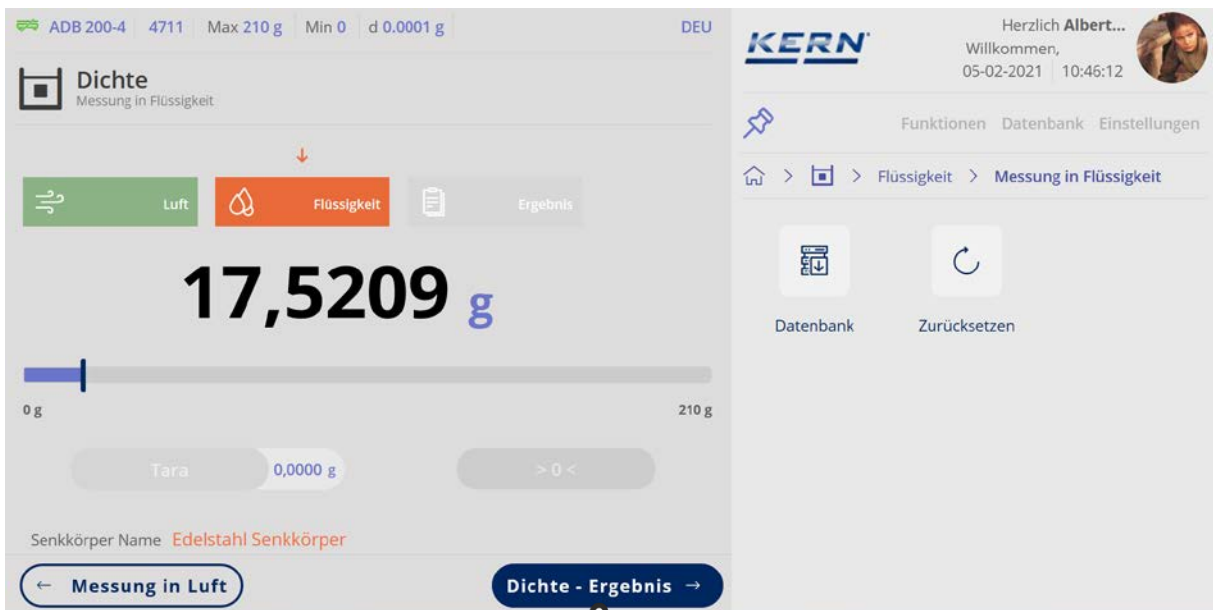 ADB 200-4 4711 Max 210 g Min 0 d 0.0001 g DEU
Dichte
Messung in Flüssigkeit
Luft Flüssigkeit Ergebnis
17,5209 g
0 g 210 g
Tara 0,0000 g > 0 <
Senkkörper Name Edelstahl Senkkörper
← Messung in Luft Dichte - Ergebnis →
KERN
Herzlich Albert...
Willkommen,
05-02-2021 10:46:12
Funktionen Datenbank Einstellungen
> > Flüssigkeit > Messung in Flüssigkeit
Datenbank Zurücksetzen